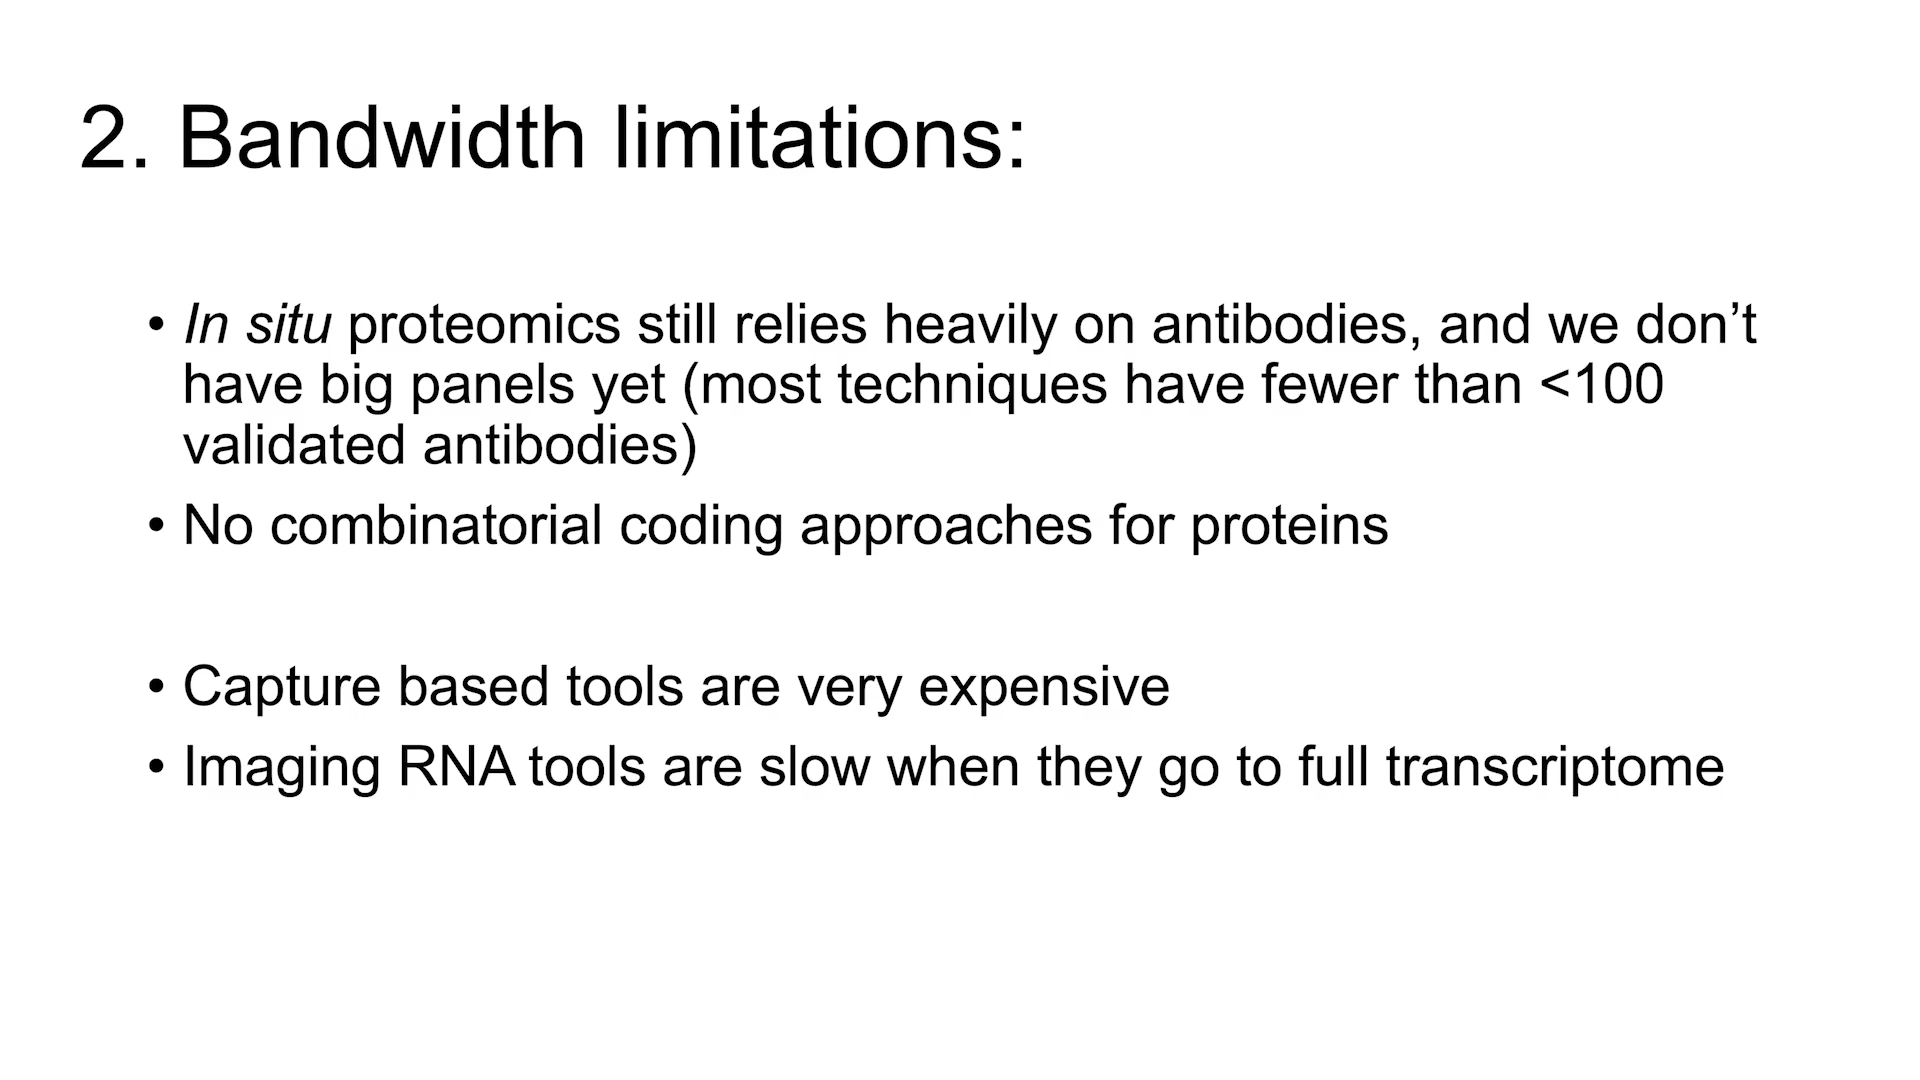 2. Bandwidth limitations:
• In situ proteomics still relies heavily on antibodies, and we don’t
have big panels yet (most techniques have fewer than <100
validated antibodies)
• No combinatorial coding approaches for proteins
• Capture based tools are very expensive
• Imaging RNA tools are slow when they go to full transcriptome